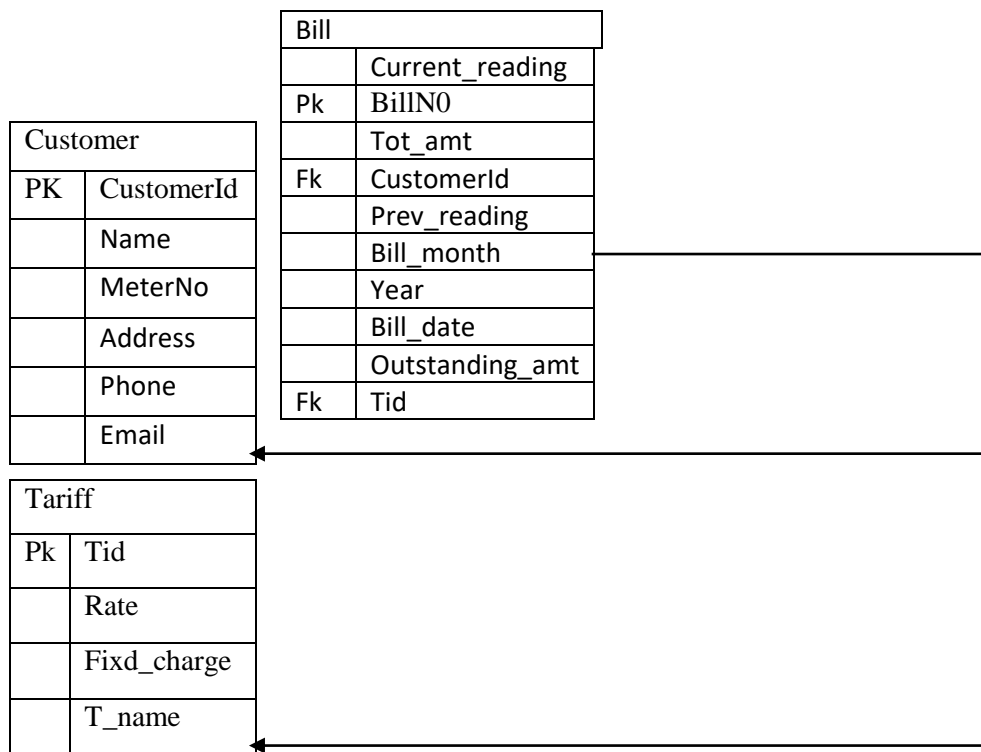 Bill
Current_reading
Pk BillN0
Tot_amt
Fk CustomerId
Prev_reading
Bill_month
Year
Bill_date
Outstanding_amt
Fk Tid
Customer
PK CustomerId
Name
MeterNo
Address
Phone
Email
Tariff
Pk Tid
Rate
Fixd_charge
T_name